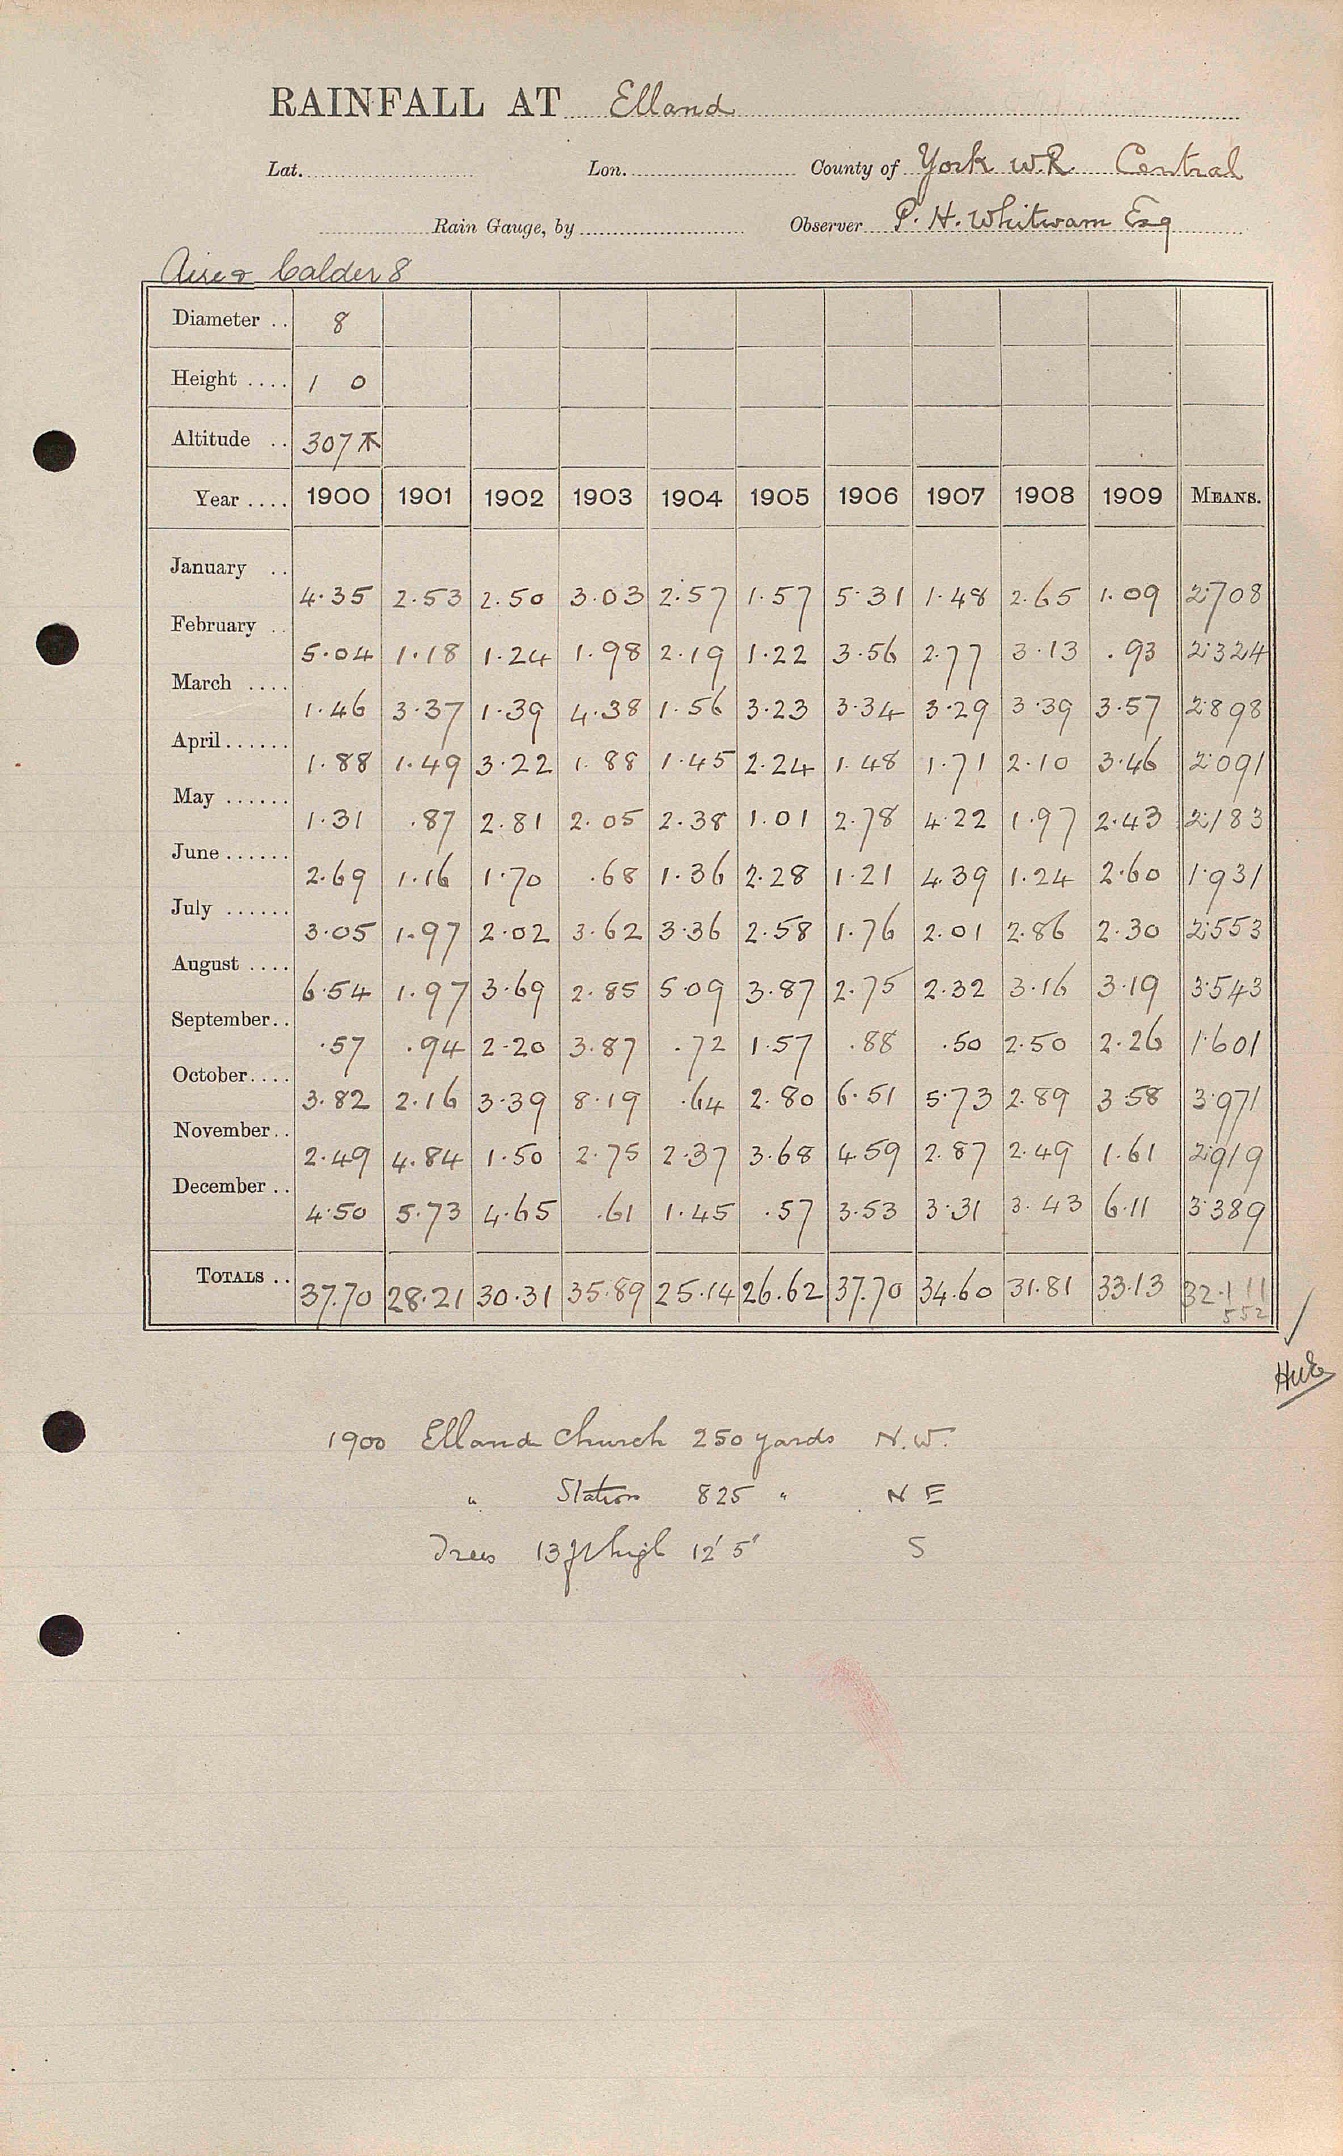 RAINFALL AT Elland
Lat. Lon. County of York W.R. Central
Rain Gauge, by Observer P. H. Whitwam Esq
Aire & Calder 8
Diameter .. 8
Height .... 1 0
Altitude .. 307
Year .... 1900 1901 1902 1903 1904 1905 1906 1907 1908 1909 MEANS.
January .. 4.35 2.53 2.50 3.03 2.57 1.57 5.31 1.48 2.65 1.09 2.708
February .. 5.04 1.18 1.24 1.98 2.19 1.22 3.56 2.77 3.13 .93 2.324
March .... 1.46 3.37 1.39 4.38 1.56 3.23 3.34 3.29 3.39 3.57 2.898
April...... 1.88 1.49 3.22 1.88 1.45 2.24 1.48 1.71 2.10 3.46 2.091
May ...... 1.31 .87 2.81 2.05 2.38 1.01 2.78 4.22 1.97 2.43 2.183
June...... 2.69 1.16 1.70 .68 1.36 2.28 1.21 4.39 1.24 2.60 1.931
July ...... 3.05 1.97 2.02 3.62 3.36 2.58 1.76 2.01 2.86 2.30 2.553
August .... 6.54 1.97 3.69 2.85 5.09 3.87 2.75 2.32 3.16 3.19 3.543
September.. .57 .94 2.20 3.87 .72 1.57 .88 .50 2.50 2.26 1.601
October.... 3.82 2.16 3.39 8.19 .64 2.80 6.51 5.73 2.89 3.58 3.971
November.. 2.49 4.84 1.50 2.75 2.37 3.68 4.59 2.87 2.49 1.61 2.919
December .. 4.50 5.73 4.65 .61 1.45 .57 3.53 3.31 3.43 6.11 3.389
TOTALS .. 37.70 28.21 30.31 35.89 25.14 26.62 37.70 34.60 31.81 33.13 32.111
552
1900 Elland Church 250 yards N.W.
" Station 825 " N E
Trees 13 ft high 12' 5' S